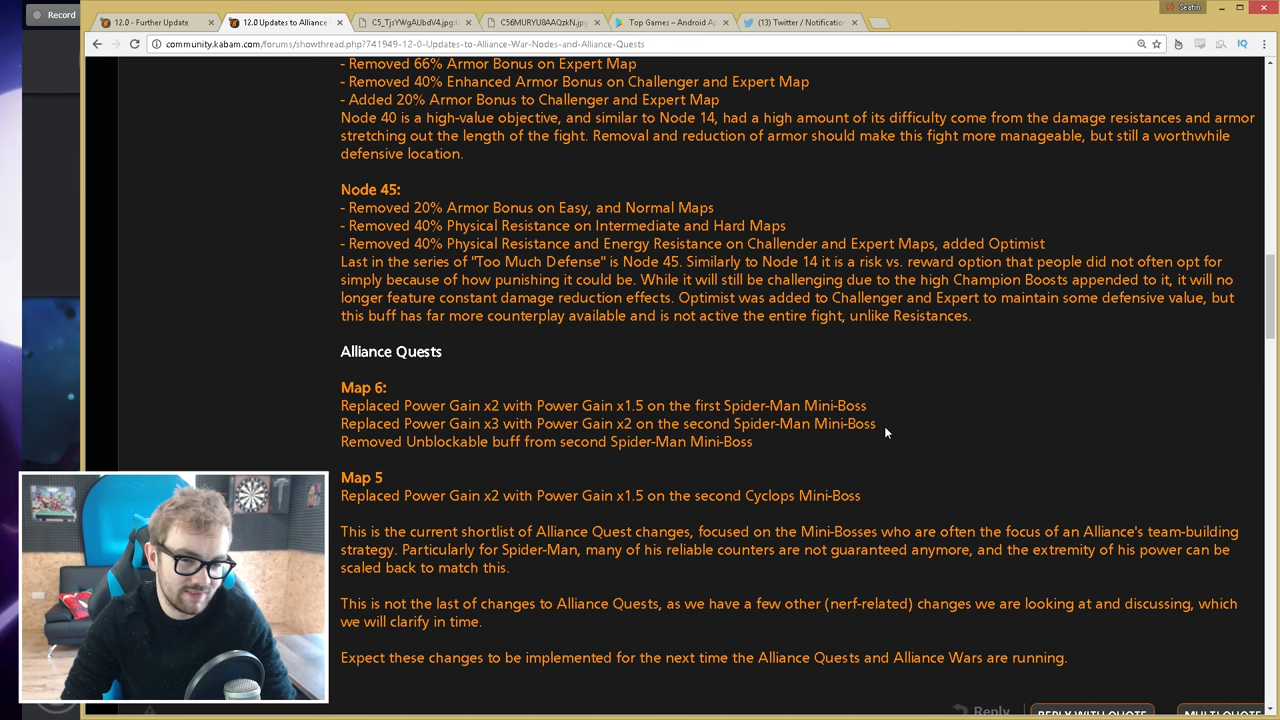 Record
12.0 - Further Update
12.0 Updates to Alliance
C5_TjsYWgAUbdV4.jpg
C56MURYU8AAQzkN.jpg
Top Games – Android Ap
(13) Twitter / Notification
Seatin
community.kabam.com/forums/showthread.php?741949-12-0-Updates-to-Alliance-War-Nodes-and-Alliance-Quests
IQ
- Removed 66% Armor Bonus on Expert Map
- Removed 40% Enhanced Armor Bonus on Challenger and Expert Map
- Added 20% Armor Bonus to Challenger and Expert Map
Node 40 is a high-value objective, and similar to Node 14, had a high amount of its difficulty come from the damage resistances and armor
stretching out the length of the fight. Removal and reduction of armor should make this fight more manageable, but still a worthwhile
defensive location.
Node 45:
- Removed 20% Armor Bonus on Easy, and Normal Maps
- Removed 40% Physical Resistance on Intermediate and Hard Maps
- Removed 40% Physical Resistance and Energy Resistance on Challender and Expert Maps, added Optimist
Last in the series of "Too Much Defense" is Node 45. Similarly to Node 14 it is a risk vs. reward option that people did not often opt for
simply because of how punishing it could be. While it will still be challenging due to the high Champion Boosts appended to it, it will no
longer feature constant damage reduction effects. Optimist was added to Challenger and Expert to maintain some defensive value, but
this buff has far more counterplay available and is not active the entire fight, unlike Resistances.
Alliance Quests
Map 6:
Replaced Power Gain x2 with Power Gain x1.5 on the first Spider-Man Mini-Boss
Replaced Power Gain x3 with Power Gain x2 on the second Spider-Man Mini-Boss
Removed Unblockable buff from second Spider-Man Mini-Boss
Map 5
Replaced Power Gain x2 with Power Gain x1.5 on the second Cyclops Mini-Boss
This is the current shortlist of Alliance Quest changes, focused on the Mini-Bosses who are often the focus of an Alliance's team-building
strategy. Particularly for Spider-Man, many of his reliable counters are not guaranteed anymore, and the extremity of his power can be
scaled back to match this.
This is not the last of changes to Alliance Quests, as we have a few other (nerf-related) changes we are looking at and discussing, which
we will clarify in time.
Expect these changes to be implemented for the next time the Alliance Quests and Alliance Wars are running.
Reply
REPLY WITH QUOTE
MULTI QUOTE